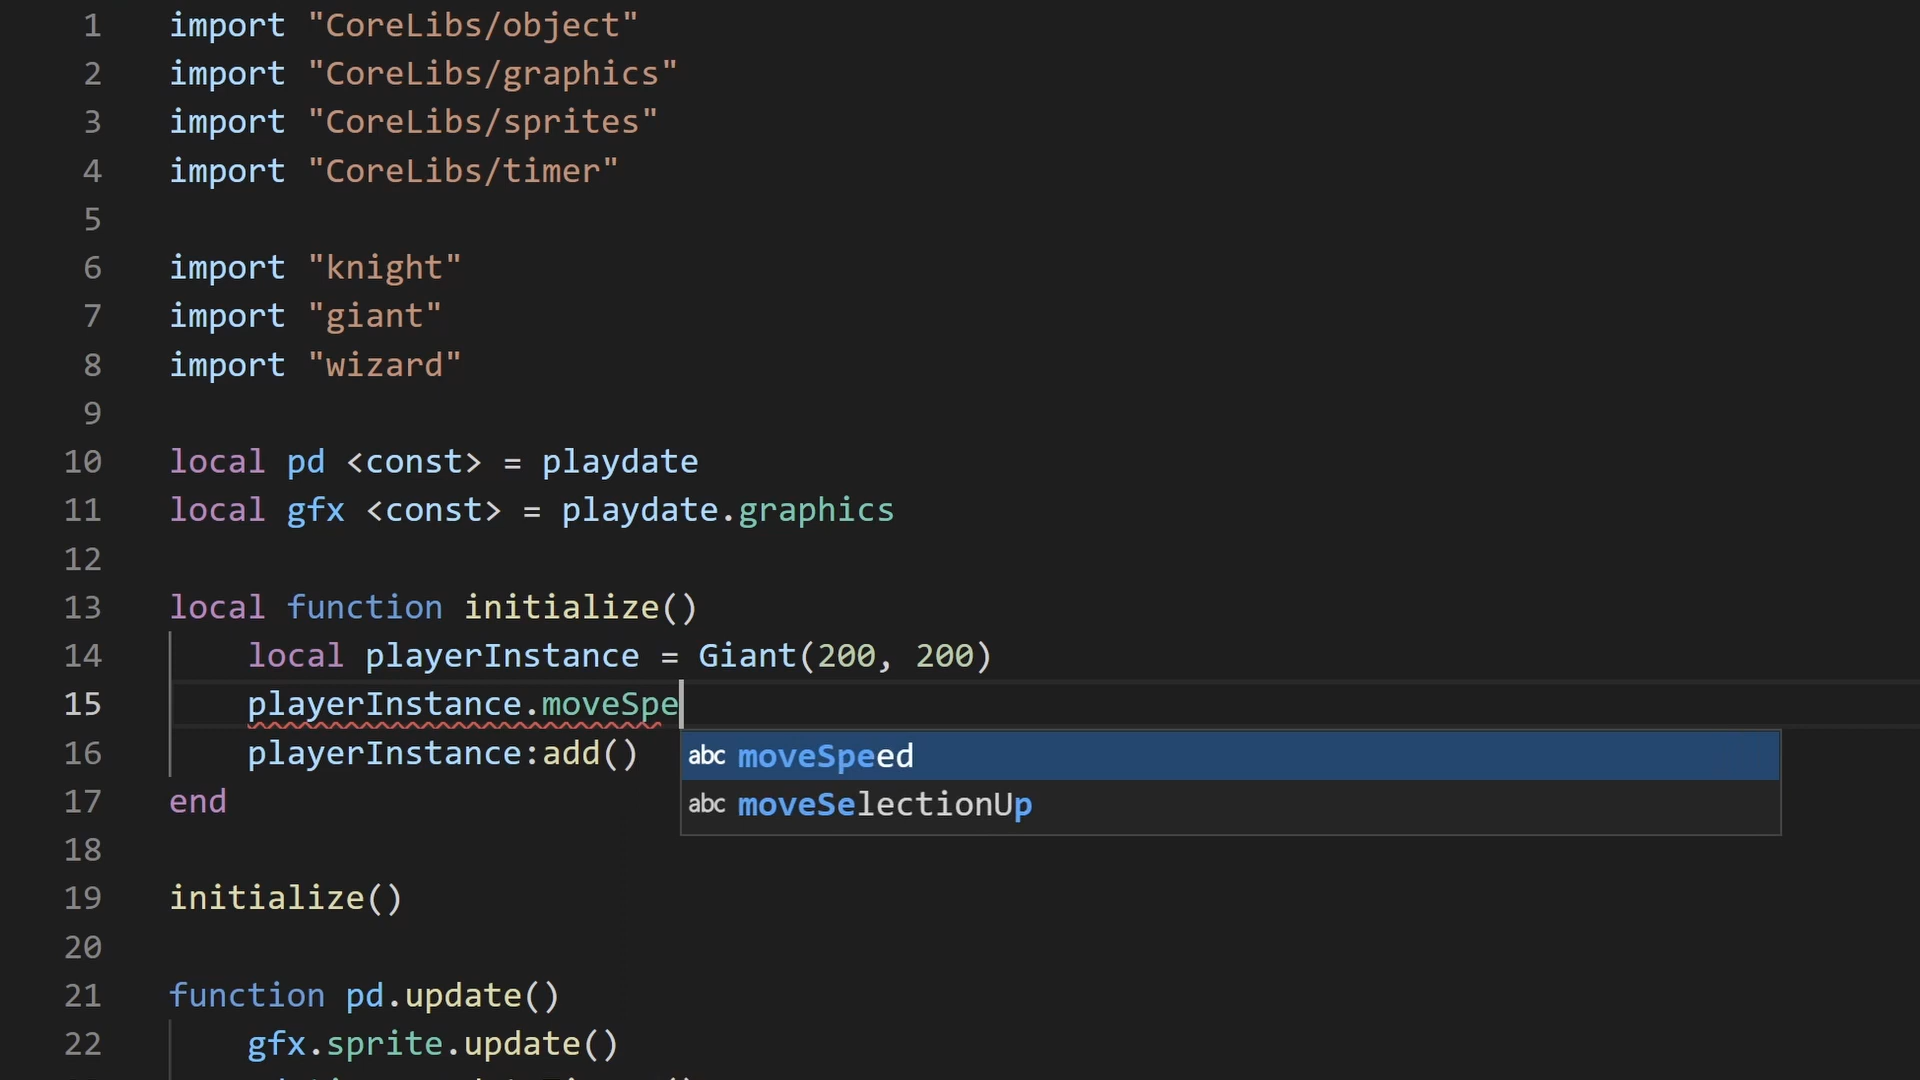 1 import "CoreLibs/object"
2 import "CoreLibs/graphics"
3 import "CoreLibs/sprites"
4 import "CoreLibs/timer"
5
6 import "knight"
7 import "giant"
8 import "wizard"
9
10 local pd <const> = playdate
11 local gfx <const> = playdate.graphics
12
13 local function initialize()
14 local playerInstance = Giant(200, 200)
15 playerInstance.moveSpe
16 playerInstance:add()
abc moveSpeed
abc moveSelectionUp
17 end
18
19 initialize()
20
21 function pd.update()
22 gfx.sprite.update()